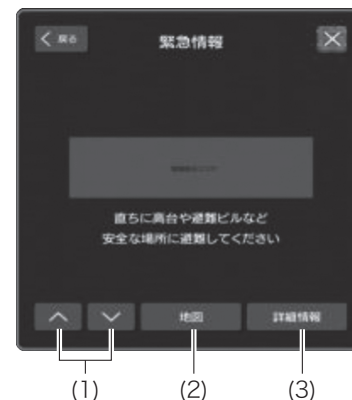 戻る
緊急情報
直ちに高台や避難ビルなど
安全な場所に避難してください
地図
詳細情報
(1)
(2)
(3)